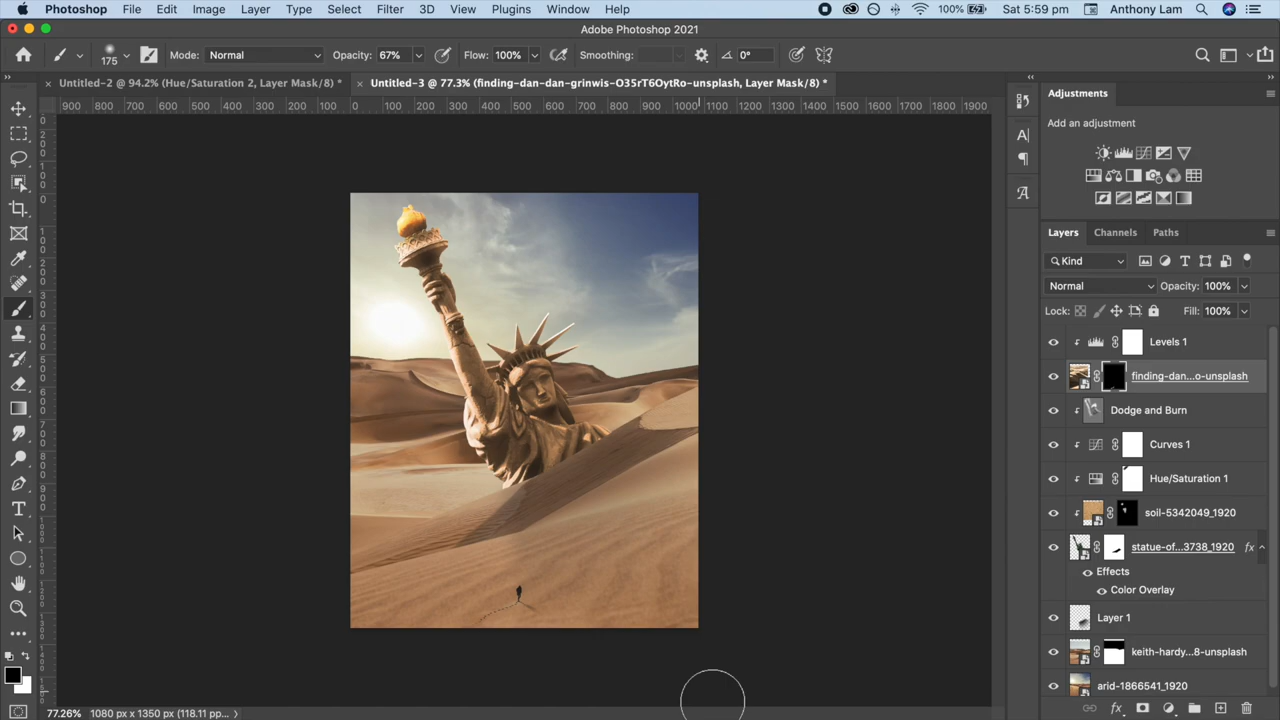 Photoshop File Edit Image Layer Type Select Filter 3D View Plugins Window Help 100% Sat 5:59 pm Anthony Lam
Adobe Photoshop 2021
175 Mode: Normal Opacity: 67% Flow: 100% Smoothing: 0°
Untitled-2 @ 94.2% (Hue/Saturation 2, Layer Mask/8) * Untitled-3 @ 77.3% (finding-dan-dan-grinwis-O35rT6OytRo-unsplash, Layer Mask/8) *
900 800 700 600 500 400 300 200 100 0 100 200 300 400 500 600 700 800 900 1000 1100 1200 1300 1400 1500 1600 1700 1800 1900
Adjustments
Add an adjustment
Layers Channels Paths
Kind
Normal Opacity: 100%
Lock: Fill: 100%
Levels 1
finding-dan...o-unsplash
Dodge and Burn
Curves 1
Hue/Saturation 1
soil-5342049_1920
statue-of...3738_1920 fx
Effects
Color Overlay
Layer 1
keith-hardy...8-unsplash
arid-1866541_1920
77.26% 1080 px x 1350 px (118.11 pp...